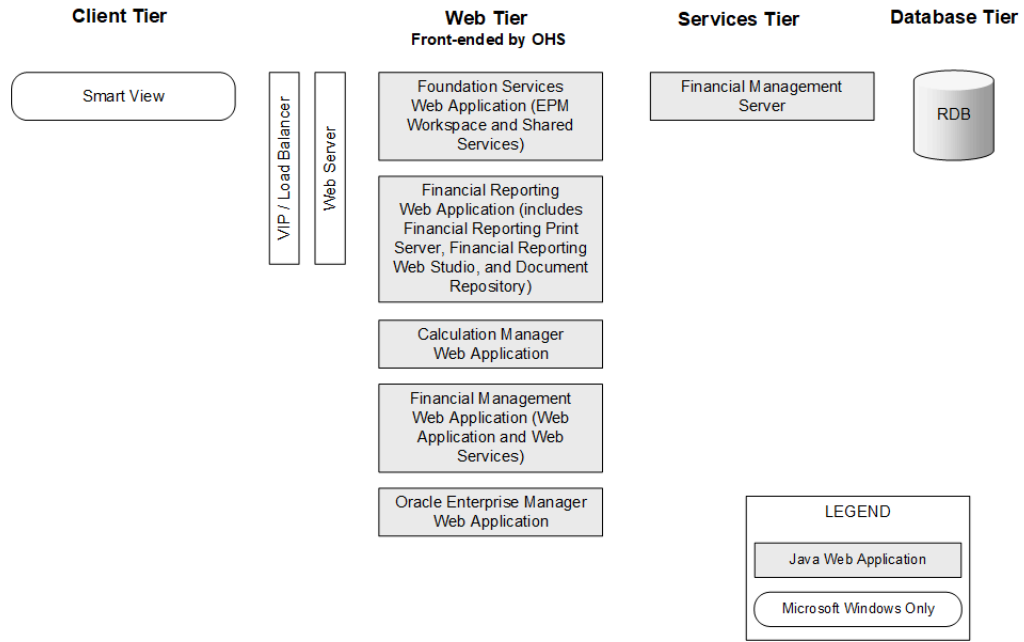 Client Tier
Web Tier
Front-ended by OHS
Services Tier
Database Tier
Smart View
VIP / Load Balancer
Web Server
Foundation Services
Web Application (EPM
Workspace and Shared
Services)
Financial Reporting
Web Application (includes
Financial Reporting Print
Server, Financial Reporting
Web Studio, and Document
Repository)
Calculation Manager
Web Application
Financial Management
Web Application (Web
Application and Web
Services)
Oracle Enterprise Manager
Web Application
Financial Management
Server
RDB
LEGEND
Java Web Application
Microsoft Windows Only